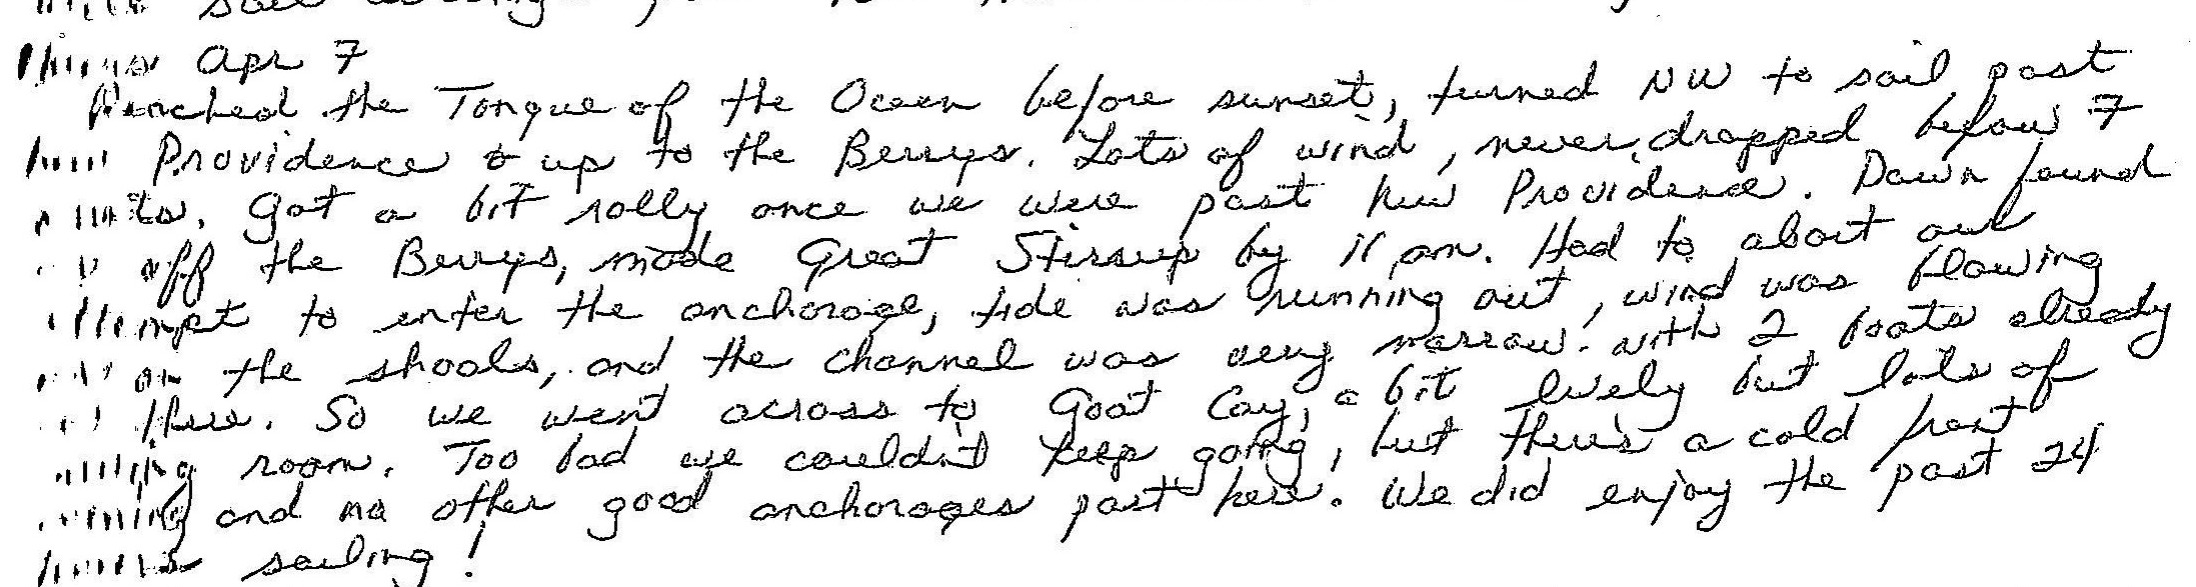 Thurs Apr 7
Reached the Tongue of the Ocean before sunset, turned NW to sail past
New Providence & up to the Berrys. Lots of wind, never dropped below 7
knots. Got a bit rolly once we were past New Providence. Dawn found
us off the Berrys, made Great Stirrup by 11 am. Had to abort our
attempt to enter the anchorage, tide was running out, wind was blowing
on the shoals, and the channel was very narrow. with 2 boats already
there. So we went across to Goat Cay, a bit lively but lots of
room. Too bad we couldn't keep going, but there's a cold front
coming and no other good anchorages past here. We did enjoy the past 24
hours sailing!